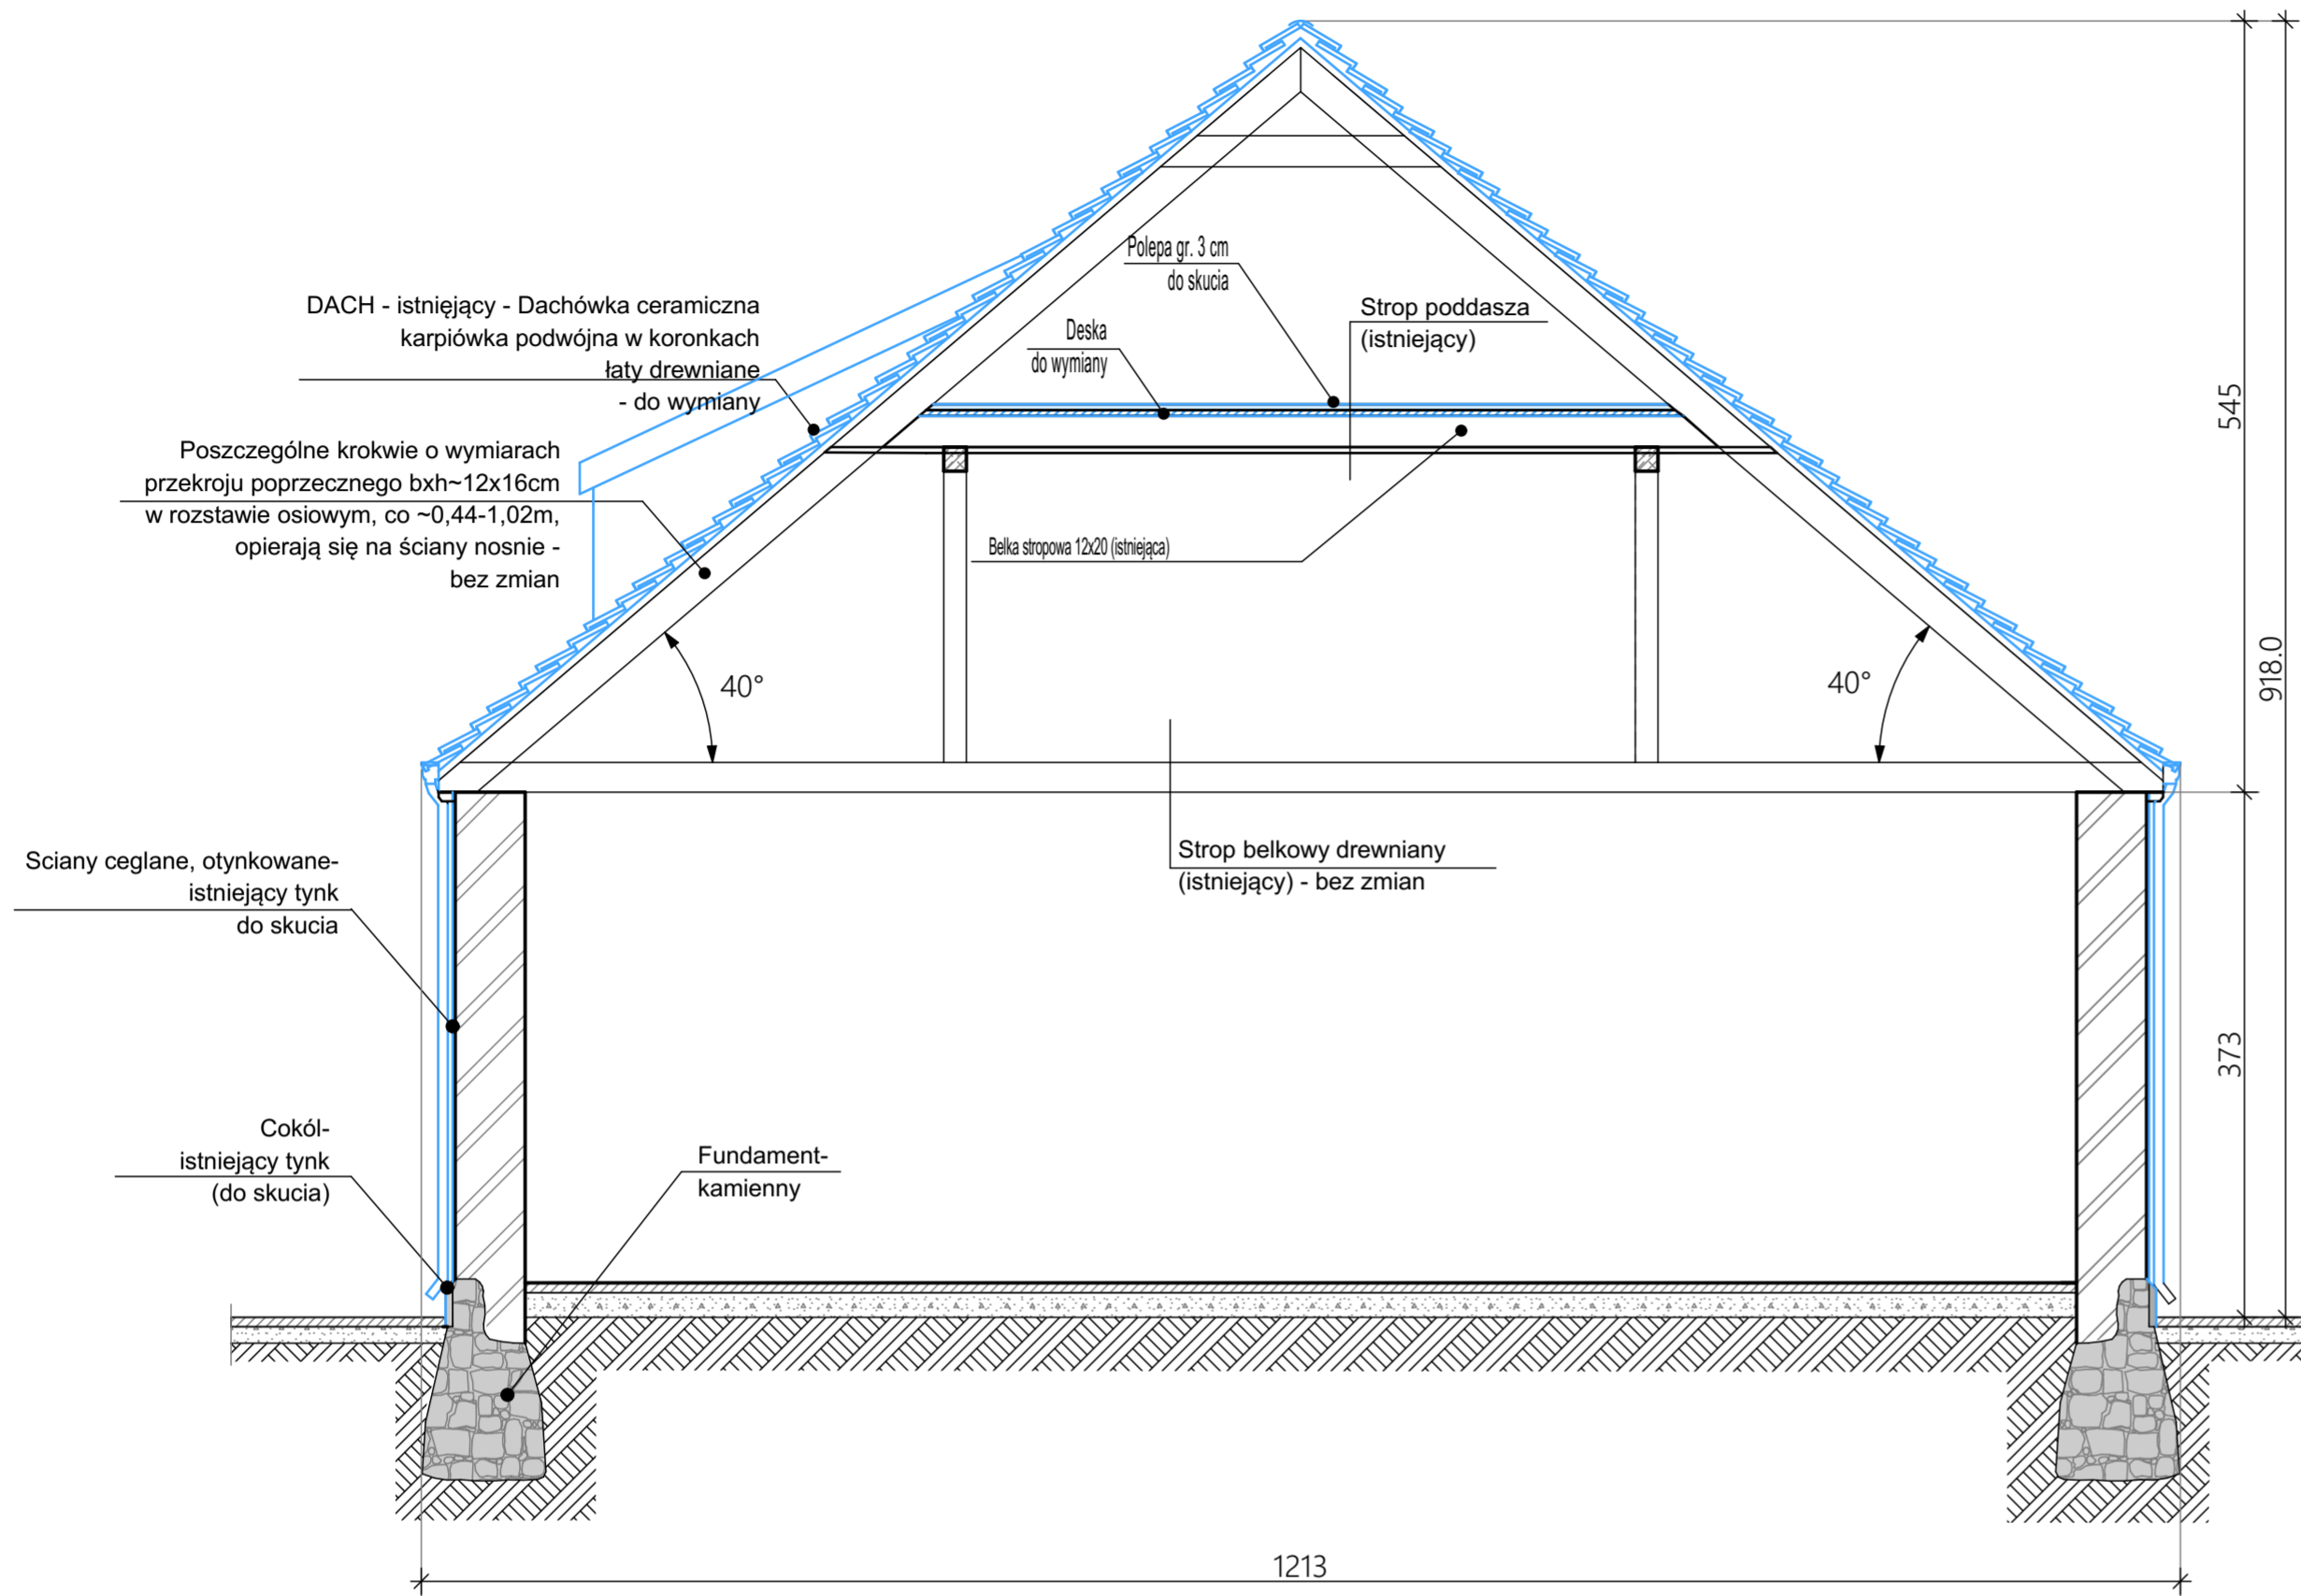 Polepa gr. 3 cm
do skucia
DACH - istnięjący - Dachówka ceramiczna
karpiówka podwójna w koronkach
łaty drewniane
- do wymiany
Deska
do wymiany
Strop poddasza
(istniejący)
545
Poszczególne krokwie o wymiarach
przekroju poprzecznego bxh~12x16cm
w rozstawie osiowym, co ~0,44-1,02m,
opierają się na ściany nosnie -
bez zmian
Belka stropowa 12x20 (istniejąca)
40°
40°
918.0
Sciany ceglane, otynkowane-
istniejący tynk
do skucia
Strop belkowy drewniany
(istniejący) - bez zmian
373
Cokól-
istniejący tynk
(do skucia)
Fundament-
kamienny
1213